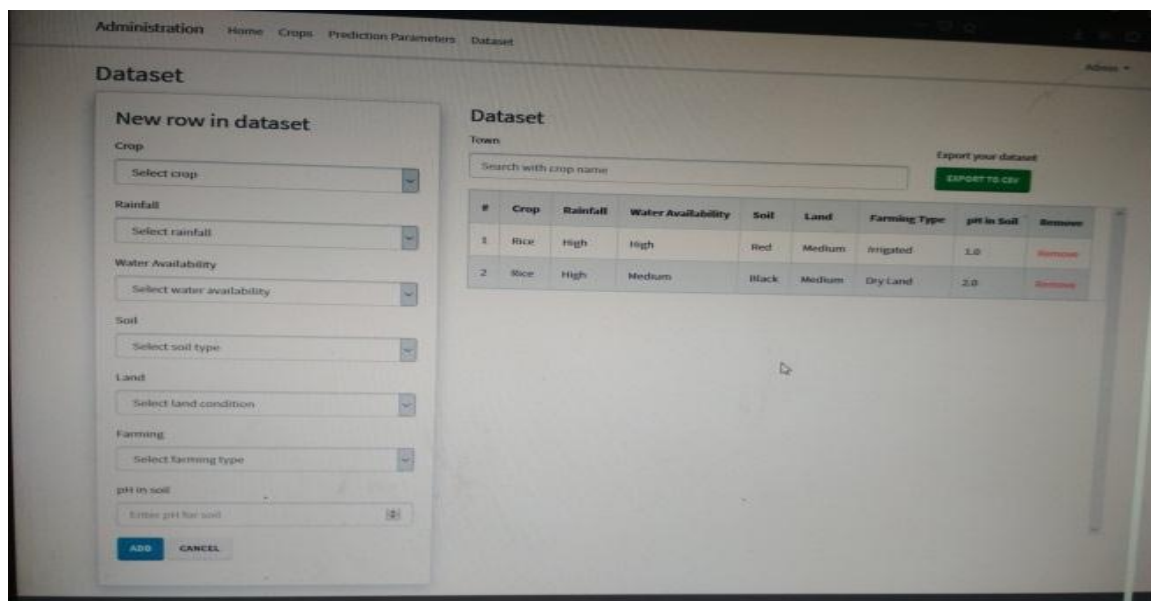 Administration Home Crops Prediction Parameters Dataset
Admin
Dataset
New row in dataset
Crop
Select crop
Rainfall
Select rainfall
Water Availability
Select water availability
Soil
Select soil type
Land
Select land condition
Farming
Select farming type
pH in soil
Enter pH for soil
ADD CANCEL
Dataset
Town
Search with crop name
Export your dataset
EXPORT TO CSV
# Crop Rainfall Water Availability Soil Land Farming Type pH in Soil Remove
1 Rice High High Red Medium Irrigated 1.0 Remove
2 Rice High Medium Black Medium Dry Land 2.0 Remove